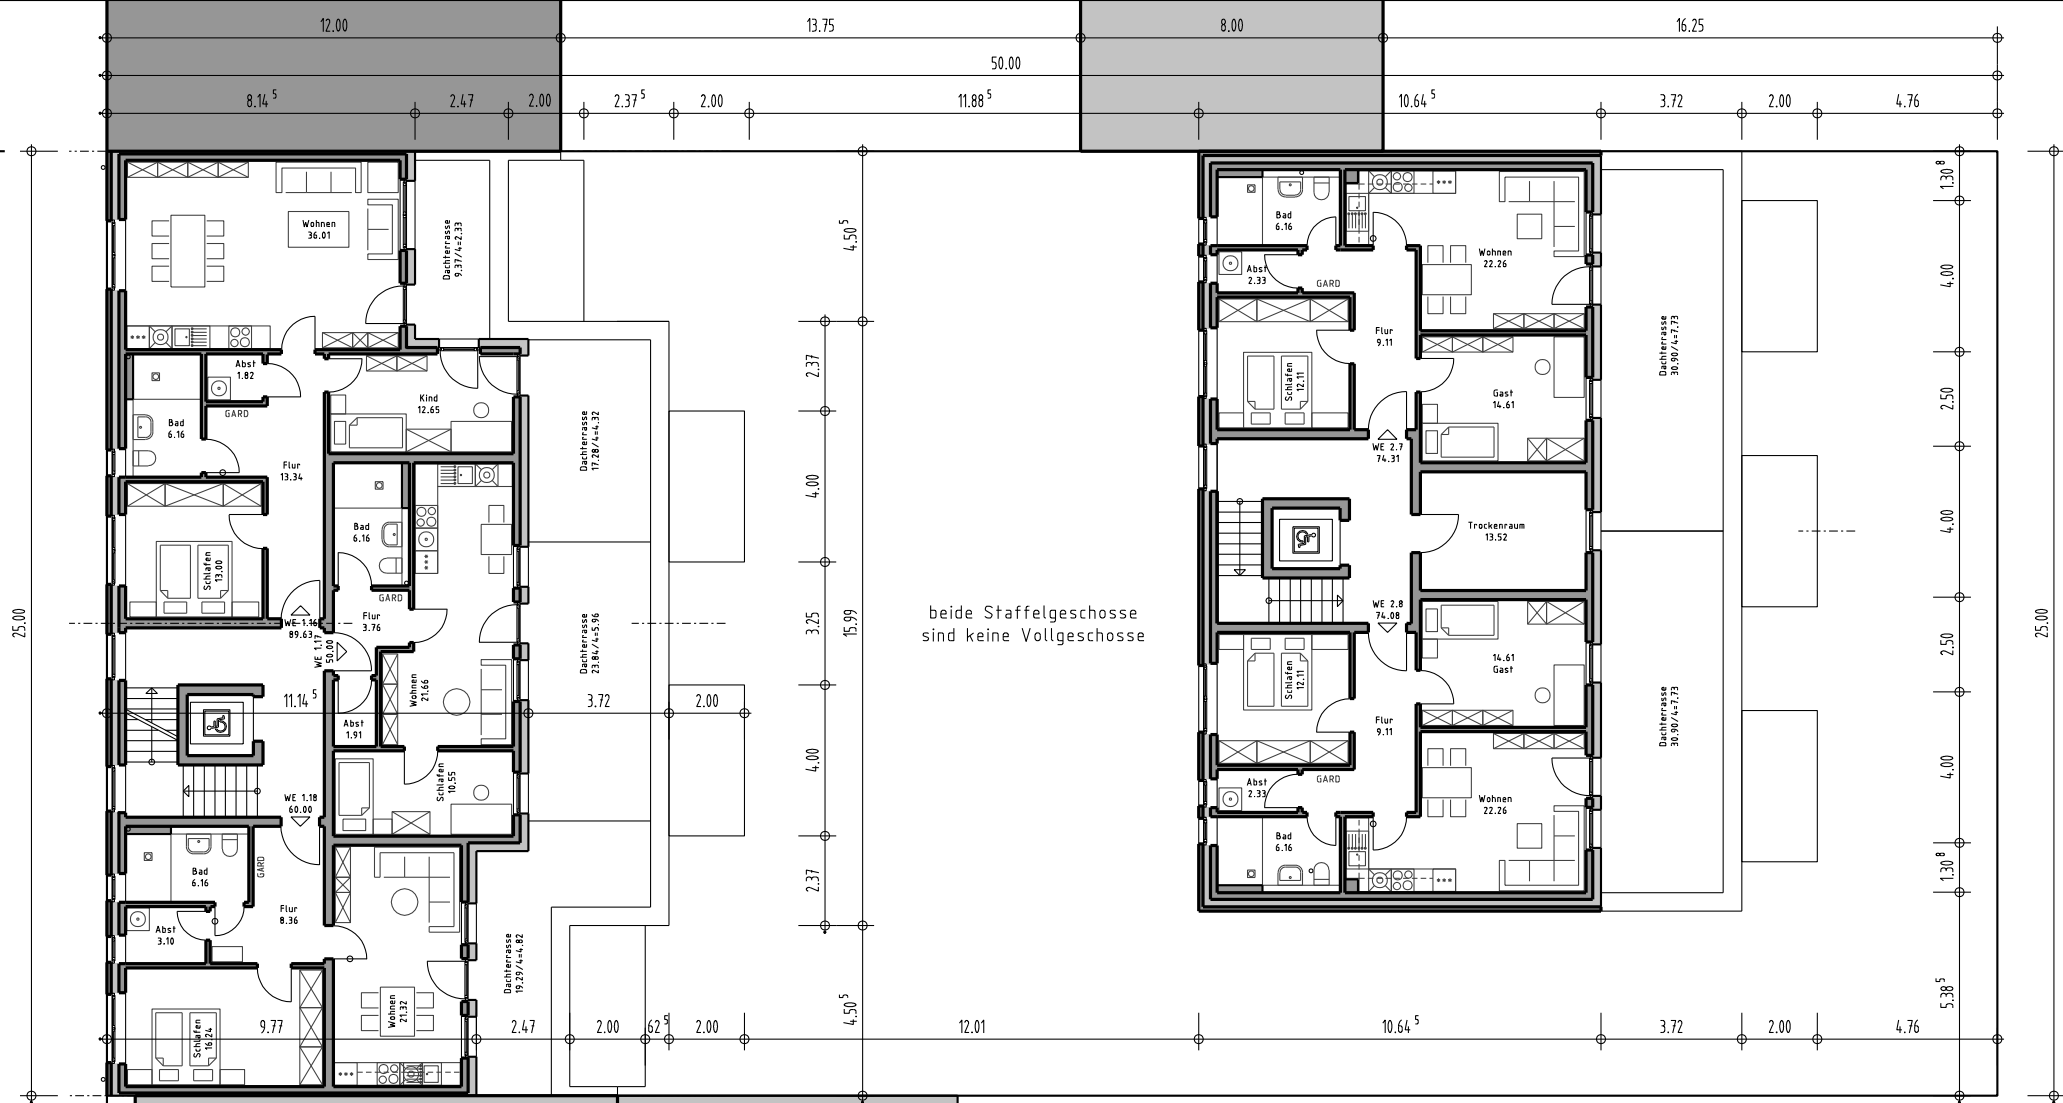 12.00
13.75
8.00
16.25
50.00
8.14⁵
2.47
2.00
2.37⁵
2.00
11.88⁵
10.64⁵
3.72
2.00
4.76
25.00
Wohnen
36.01
Dachterrasse
9.37/4=2.33
Abst
1.82
GARD
Bad
6.16
Kind
12.65
Flur
13.34
Dachterrasse
17.28/4=4.32
Schlafen
13.00
Bad
6.16
GARD
Flur
3.76
WE 1.16
89.63
WE 1.17
50.00
Dachterrasse
23.84/4=5.96
Wohnen
21.66
11.14⁵
3.72
2.00
Abst
1.91
Schlafen
10.55
WE 1.18
60.00
Bad
6.16
GARD
Flur
8.36
Abst
3.10
Dachterrasse
19.29/4=4.82
Schlafen
16.24
Wohnen
21.32
9.77
2.47
2.00
62⁵
2.00
12.01
10.64⁵
3.72
2.00
4.76
4.50⁵
2.37
4.00
3.25
15.99
4.00
2.37
4.50⁵
beide Staffelgeschosse
sind keine Vollgeschosse
Bad
6.16
Wohnen
22.26
Abst
2.33
GARD
Flur
9.11
Schlafen
12.11
Gast
14.61
WE 2.7
74.31
Dachterrasse
30.90/4=7.73
Trockenraum
13.52
WE 2.8
74.08
14.61
Gast
Schlafen
12.11
Flur
9.11
Dachterrasse
30.90/4=7.73
Abst
2.33
GARD
Wohnen
22.26
Bad
6.16
1.30⁸
4.00
2.50
4.00
2.50
4.00
1.30⁸
5.38⁵
25.00